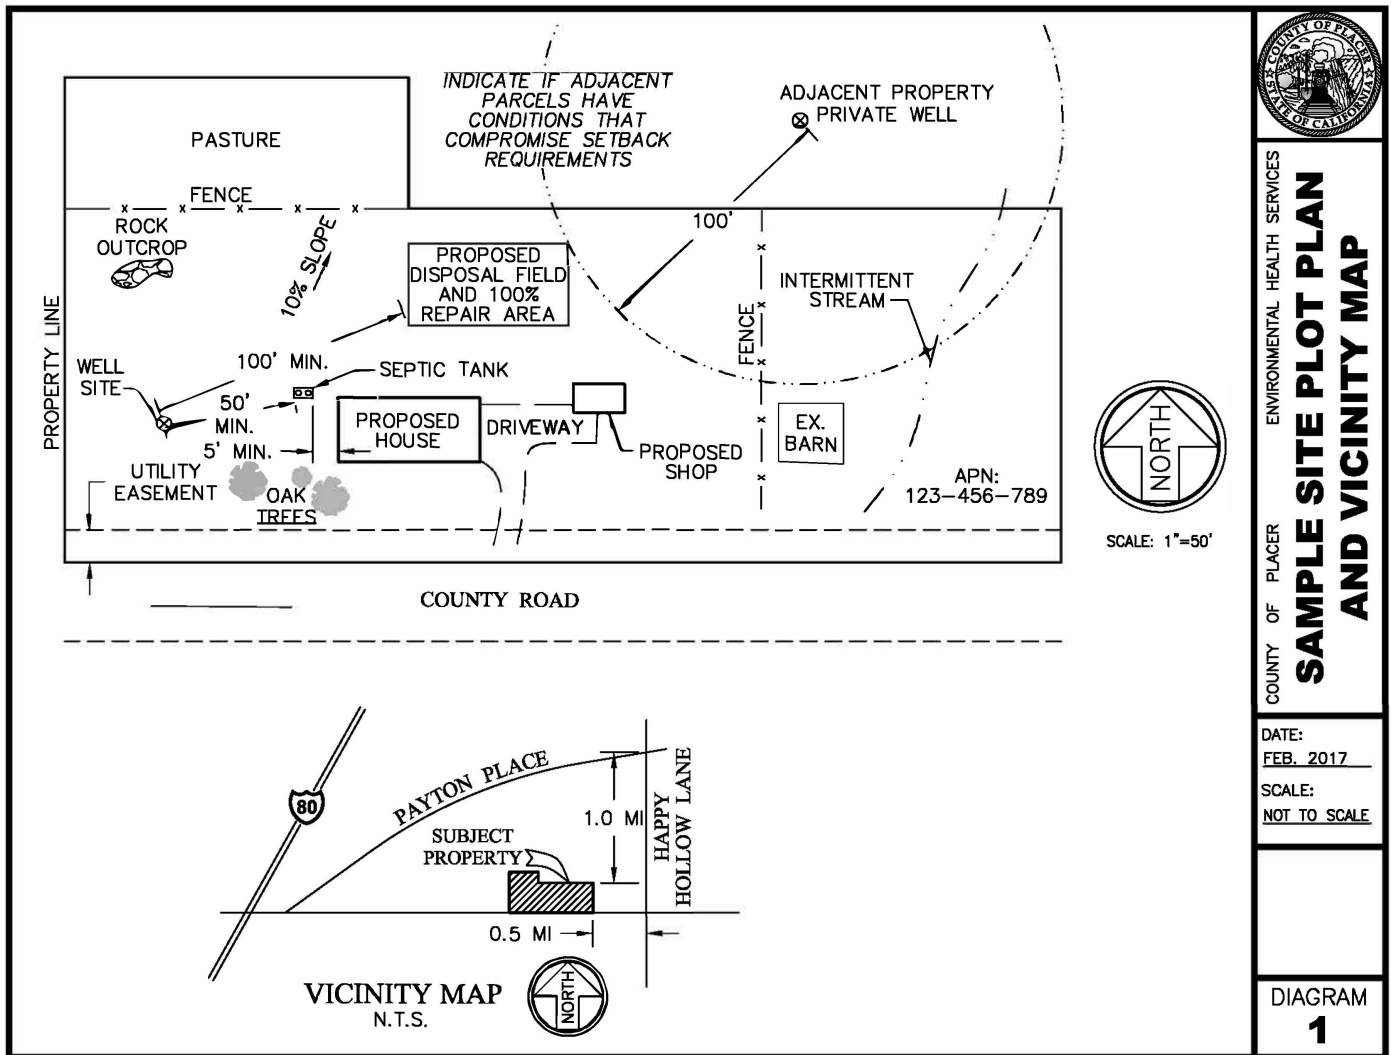 INDICATE IF ADJACENT
PARCELS HAVE
CONDITIONS THAT
COMPROMISE SETBACK
REQUIREMENTS
ADJACENT PROPERTY
PRIVATE WELL
PASTURE
FENCE
ROCK
OUTCROP
10% SLOPE
PROPOSED
DISPOSAL FIELD
AND 100%
REPAIR AREA
100'
INTERMITTENT
STREAM
FENCE
PROPERTY LINE
WELL
SITE
100' MIN.
SEPTIC TANK
50'
MIN.
5' MIN.
PROPOSED
HOUSE
DRIVEWAY
PROPOSED
SHOP
EX.
BARN
UTILITY
EASEMENT
OAK
TREES
APN:
123-456-789
COUNTY ROAD
NORTH
SCALE: 1"=50'
80
PAYTON PLACE
1.0 MI
HAPPY
HOLLOW LANE
SUBJECT
PROPERTY
0.5 MI
VICINITY MAP
N.T.S.
NORTH
COUNTY OF PLACER
STATE OF CALIFORNIA
COUNTY OF PLACER ENVIRONMENTAL HEALTH SERVICES
SAMPLE SITE PLOT PLAN
AND VICINITY MAP
DATE:
FEB. 2017
SCALE:
NOT TO SCALE
DIAGRAM
1